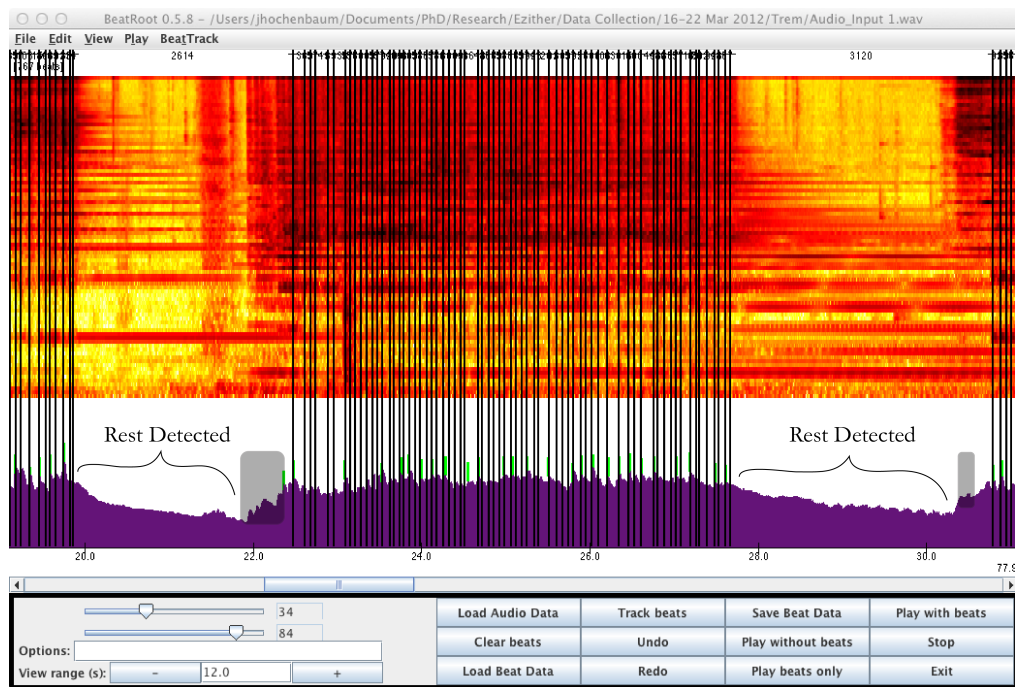 BeatRoot 0.5.8 - /Users/jhochenbaum/Documents/PhD/Research/Ezither/Data Collection/16-22 Mar 2012/Trem/Audio_Input 1.wav
File Edit View Play BeatTrack
2614 3120
[767 beats]
Rest Detected Rest Detected
20.0 22.0 24.0 26.0 28.0 30.0
77.9
34 Load Audio Data Track beats Save Beat Data Play with beats
84
Options: Clear beats Undo Play without beats Stop
View range (s): - 12.0 + Load Beat Data Redo Play beats only Exit